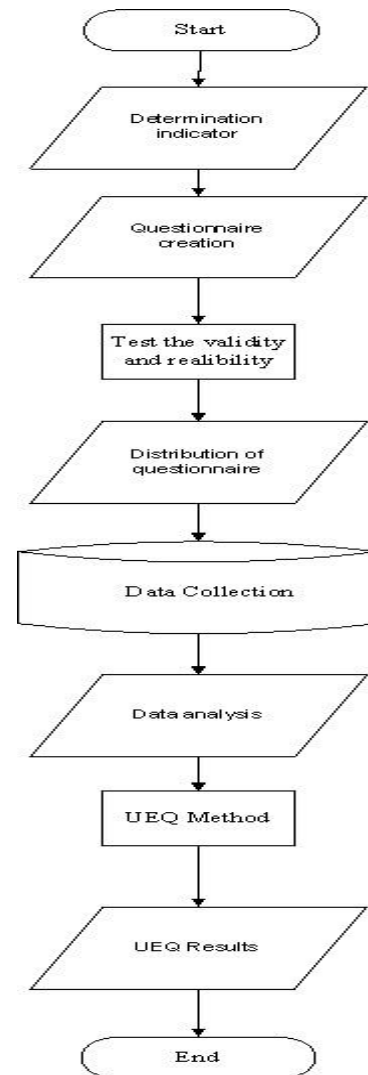 Start
Determination
indicator
Questionnaire
creation
Test the validity
and realibility
Distribution of
questionnaire
Data Collection
Data analysis
UEQ Method
UEQ Results
End